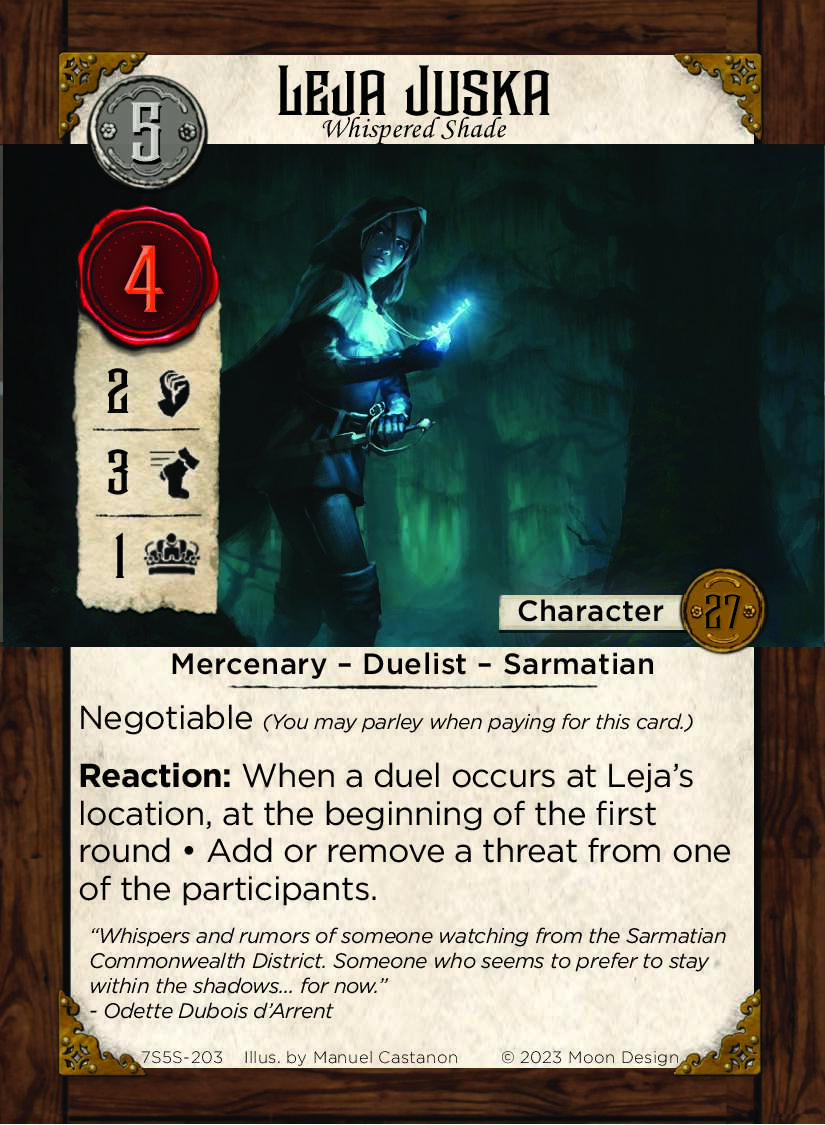 Leja Juska
Whispered Shade
5
4
2
3
1
Character
27
Mercenary – Duelist – Sarmatian
Negotiable (You may parley when paying for this card.)
Reaction: When a duel occurs at Leja’s
location, at the beginning of the first
round • Add or remove a threat from one
of the participants.
“Whispers and rumors of someone watching from the Sarmatian
Commonwealth District. Someone who seems to prefer to stay
within the shadows... for now.”
- Odette Dubois d’Arrent
7S5S-203 Illus. by Manuel Castanon © 2023 Moon Design